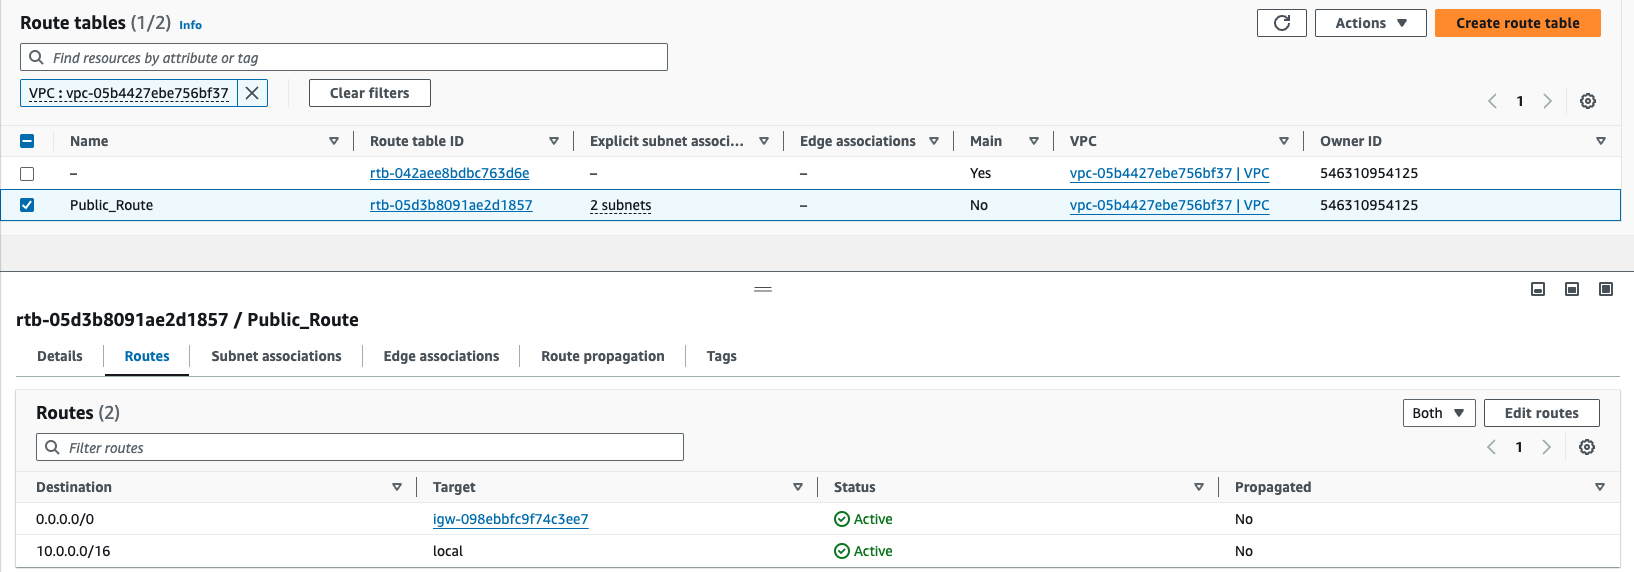 Route tables (1/2) Info
Actions
Create route table
Find resources by attribute or tag
VPC : vpc-05b4427ebe756bf37
Clear filters
1
Name Route table ID Explicit subnet associ... Edge associations Main VPC Owner ID
– rtb-042aee8bdbc763d6e – – Yes vpc-05b4427ebe756bf37 | VPC 546310954125
Public_Route rtb-05d3b8091ae2d1857 2 subnets – No vpc-05b4427ebe756bf37 | VPC 546310954125
rtb-05d3b8091ae2d1857 / Public_Route
Details Routes Subnet associations Edge associations Route propagation Tags
Routes (2)
Both
Edit routes
Filter routes
1
Destination Target Status Propagated
0.0.0.0/0 igw-098ebbfc9f74c3ee7 Active No
10.0.0.0/16 local Active No